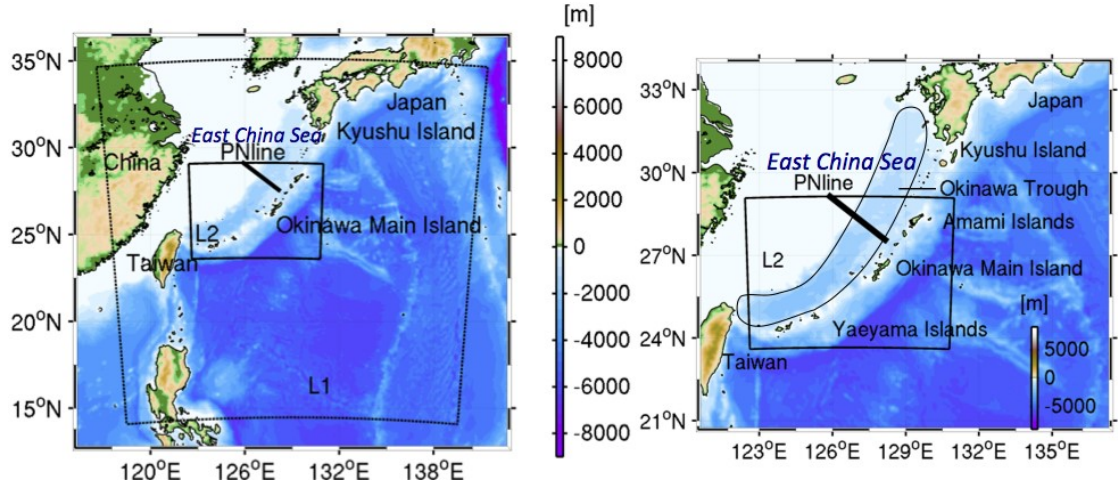 [m]
8000
6000
4000
2000
0
-2000
-4000
-6000
-8000
35°N
30°N
25°N
20°N
15°N
120°E
126°E
132°E
138°E
Japan
East China Sea
Kyushu Island
PNline
China
Okinawa Main Island
L2
Taiwan
L1
33°N
30°N
27°N
24°N
21°N
123°E
126°E
129°E
132°E
135°E
Japan
East China Sea
Kyushu Island
PNline
Okinawa Trough
Amami Islands
L2
Okinawa Main Island
[m]
Yaeyama Islands
5000
0
-5000
Taiwan